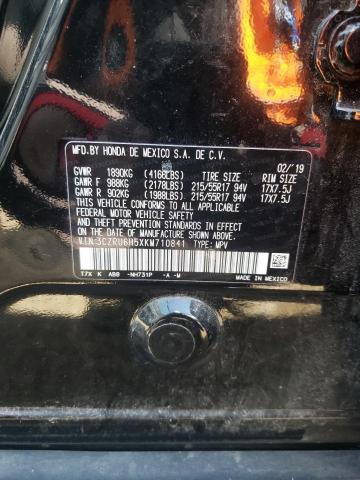 MFD.BY HONDA DE MEXICO S.A. DE C.V.
02/'19
GVWR 1890KG (4166LBS) TIRE SIZE RIM SIZE
GAWR F 988KG (2178LBS) 215/55R17 94V 17X7.5J
GAWR R 902KG (1988LBS) 215/55R17 94V 17X7.5J
THIS VEHICLE CONFORMS TO ALL APPLICABLE
FEDERAL MOTOR VEHICLE SAFETY AND THEFT
PREVENTION STANDARDS IN EFFECT ON THE DATE
OF MANUFACTURE SHOWN ABOVE.
VIN:3CZRU6H5XKM710841 TYPE: MPV
T7X K AB0 -NH731P -A -M
MADE IN MEXICO